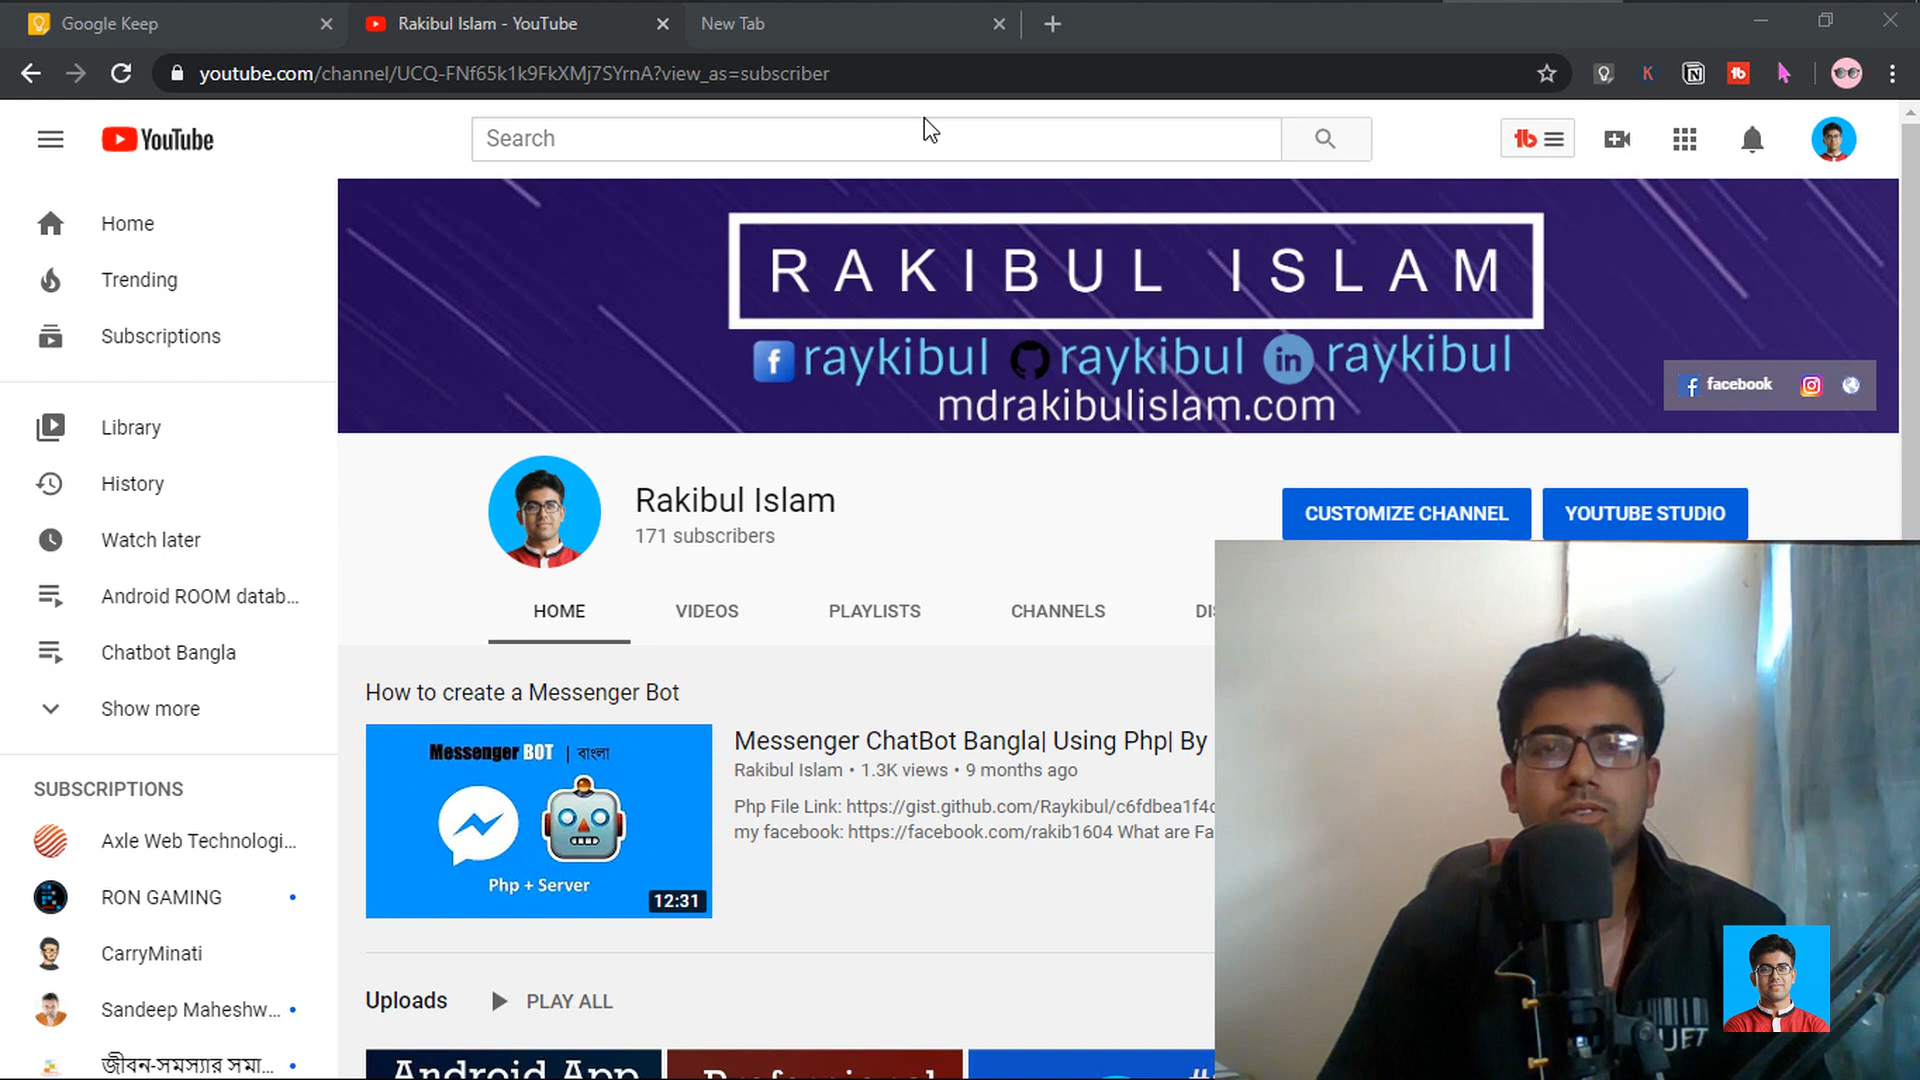 Google Keep
Rakibul Islam - YouTube
New Tab
youtube.com/channel/UCQ-FNf65k1k9FkXMj7SYrnA?view_as=subscriber
YouTube
Search
Home
Trending
Subscriptions
Library
History
Watch later
Android ROOM datab...
Chatbot Bangla
Show more
SUBSCRIPTIONS
Axle Web Technologi...
RON GAMING
CarryMinati
Sandeep Maheshw...
জীবন-সমস্যার সমা...
RAKIBUL ISLAM
raykibul raykibul raykibul
mdrakibulislam.com
facebook
Rakibul Islam
171 subscribers
CUSTOMIZE CHANNEL
YOUTUBE STUDIO
HOME
VIDEOS
PLAYLISTS
CHANNELS
How to create a Messenger Bot
Messenger BOT | বাংলা
Php + Server
12:31
Messenger ChatBot Bangla| Using Php| By
Rakibul Islam • 1.3K views • 9 months ago
Php File Link: https://gist.github.com/Raykibul/c6fdbea1f4c
my facebook: https://facebook.com/rakib1604 What are Fa
Uploads
PLAY ALL
Android App
Professional